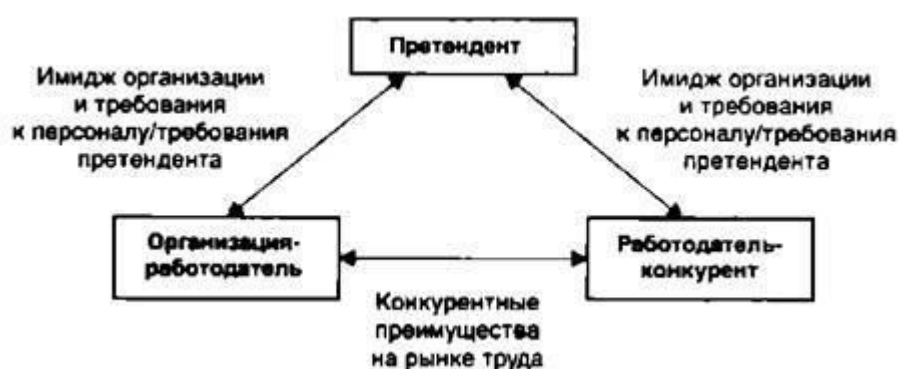 Претендент
Имидж организации
и требования
к персоналу/требования
претендента
Имидж организации
и требования
к персоналу/требования
претендента
Организация-
работодатель
Работодатель-
конкурент
Конкурентные
преимущества
на рынке труда